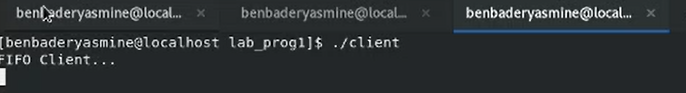 benbaderyasmine@local... × benbaderyasmine@local... × benbaderyasmine@local... ×
[benbaderyasmine@localhost lab_prog1]$ ./client
FIFO Client...